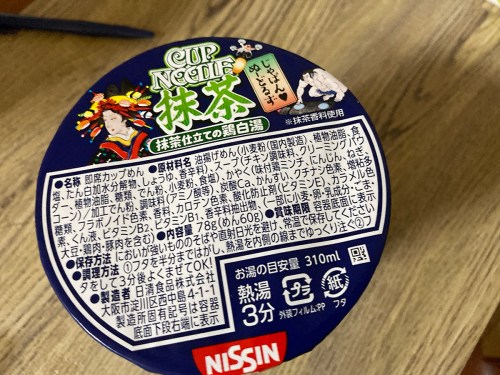 CUP
NOODLE
抹茶
じゃぱん♥
ぬーどるず
抹茶仕立ての鶏白湯
※抹茶香料使用
●名称 即席カップめん ●原材料名 油揚げめん(小麦粉(国内製造)、植物油脂、食
塩、たん白加水分解物、しょうゆ、香辛料)、スープ(チキン調味料、クリーミングパウ
ダー、植物油脂、糖類、でん粉、小麦粉、食塩)、かやく(味付鶏ミンチ、にんじん、ねぎ、
コーン)/加工でん粉、調味料(アミノ酸等)、炭酸Ca、かんすい、クチナシ色素、増粘多
糖類、フラボノイド色素、香料、カロチン色素、酸化防止剤(ビタミンE)、カラメル色
素、くん液、ビタミンB2、ビタミンB1、香辛料抽出物、(一部に小麦・卵・乳成分・ごま・
大豆・鶏肉・豚肉を含む) ●内容量 78g(めん60g) ●賞味期限 容器底面に表示
●保存方法 においが強いもののそばや直射日光を避け、常温で保存してください
●調理方法 ①フタを半分まではがし、熱湯を内側の線までゆっくり注ぐ②フ
タをして3分後よくまぜてOK!
●製造者 日清食品株式会社
大阪市淀川区西中島4-1-1
製造所固有記号は容器
底面下段右端に表示
お湯の目安量 310ml
熱湯
3分
プラ
外装フィルム:PP
紙
フタ
NISSIN